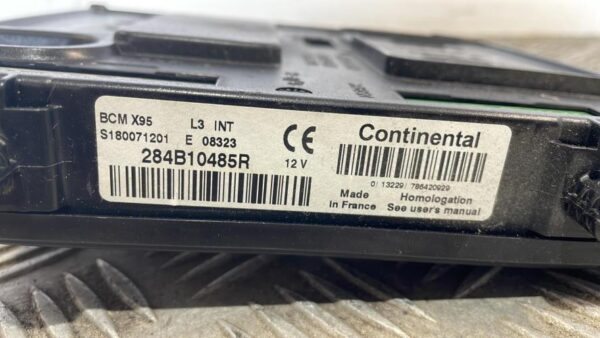 BCM X95 L3 INT
S180071201 E 08323
284B10485R
CE
12 V
Continental
0/13229/786420929
Made in France
Homologation
See user's manual